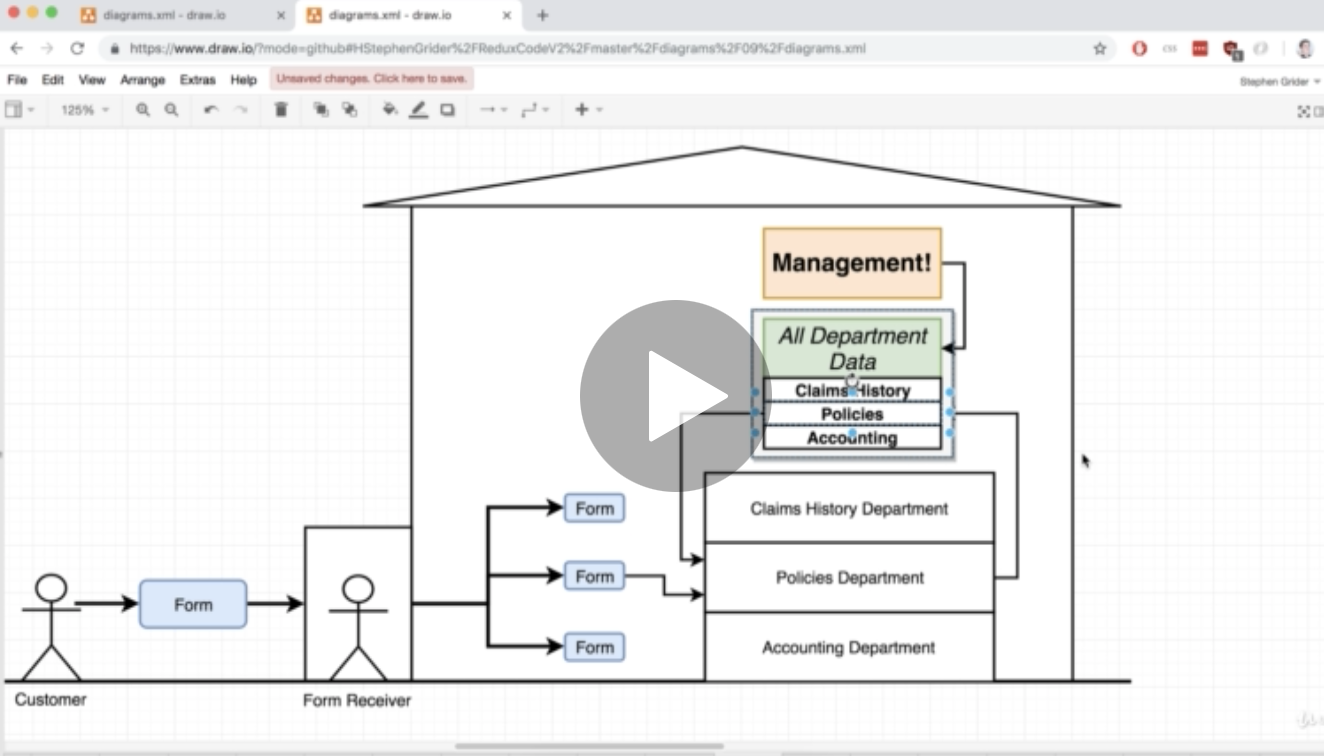 diagrams.xml - draw.io
diagrams.xml - draw.io
https://www.draw.io/?mode=github#HStephenGrider%2FReduxCodeV2%2Fmaster%2Fdiagrams%2F09%2Fdiagrams.xml
File Edit View Arrange Extras Help Unsaved changes. Click here to save.
Stephen Grider
125%
Management!
All Department
Data
Claims History
Policies
Accounting
Form
Claims History Department
Form
Policies Department
Form
Form
Accounting Department
Customer
Form Receiver